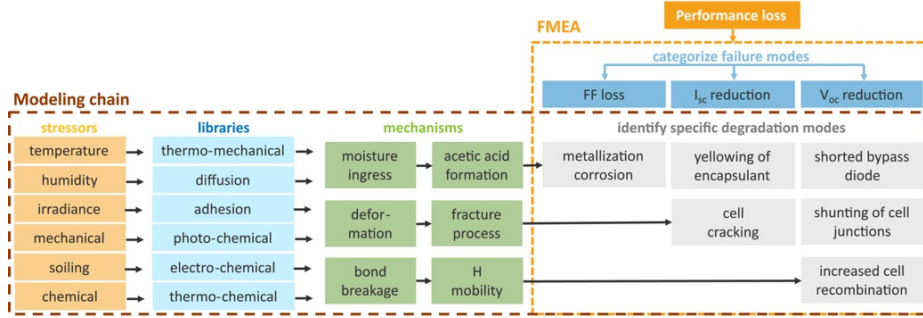 Performance loss
FMEA
categorize failure modes
FF loss
Isc reduction
Voc reduction
Modeling chain
stressors
libraries
mechanisms
identify specific degradation modes
temperature
humidity
irradiance
mechanical
soiling
chemical
thermo-mechanical
diffusion
adhesion
photo-chemical
electro-chemical
thermo-chemical
moisture
ingress
acetic acid
formation
defor-
mation
fracture
process
bond
breakage
H
mobility
metallization
corrosion
yellowing of
encapsulant
cell
cracking
shorted bypass
diode
shunting of cell
junctions
increased cell
recombination